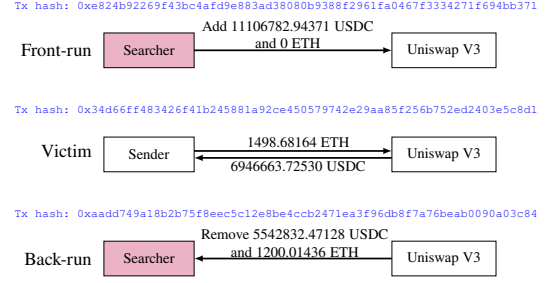 Tx hash: 0xe824b92269f43bc4afd9e883ad38080b9388f2961fa0467f3334271f694bb371
Add 11106782.94371 USDC
and 0 ETH
Front-run
Searcher
Uniswap V3
Tx hash: 0x34d66ff483426f41b245881a92ce450579742e29aa85f256b752ed2403e5c8d1
1498.68164 ETH
Victim
Sender
Uniswap V3
6946663.72530 USDC
Tx hash: 0xaadd749a18b2b75f8eec5c12e8be4ccb2471ea3f96db8f7a76beab0090a03c84
Remove 5542832.47128 USDC
and 1200.01436 ETH
Back-run
Searcher
Uniswap V3